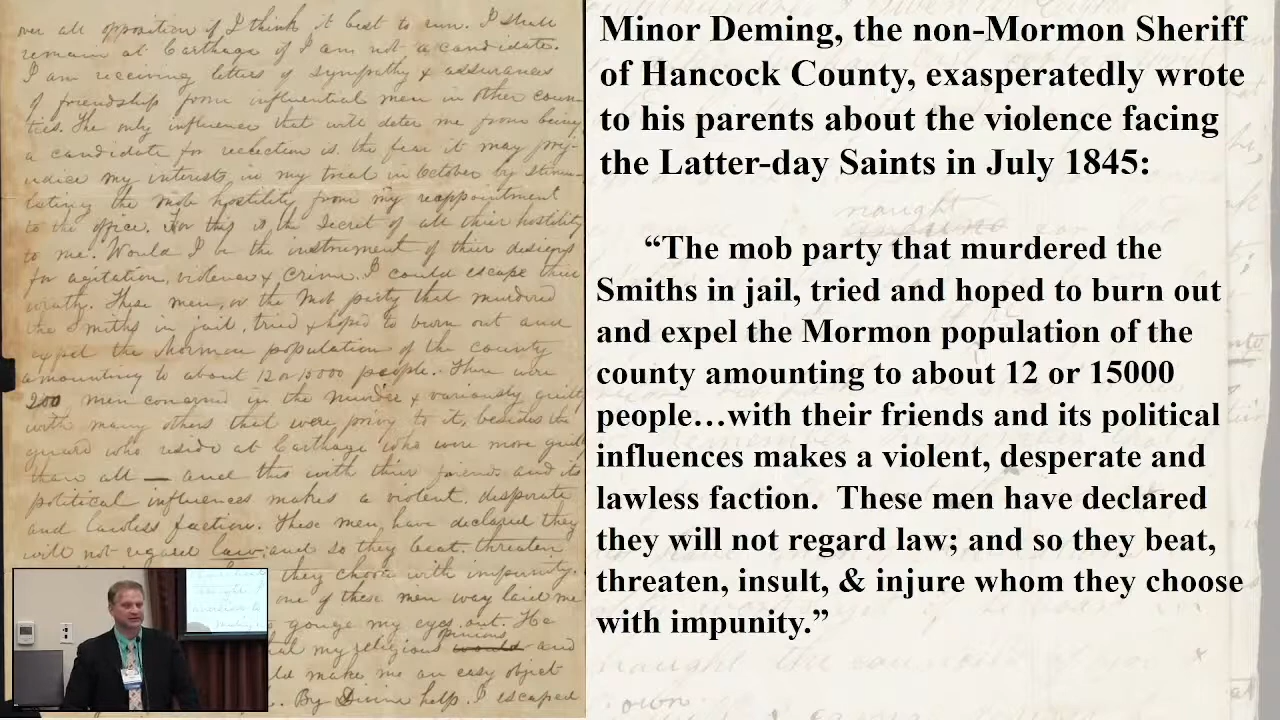 over all opposition if I think it best to run. I shall
remain at Carthage if I am not a candidate.
I am receiving letters of sympathy & assurances
of friendship from influential men in other coun-
ties. The only influence that will deter me from being
a candidate for reelection is the fear it may prej-
udice my interests in my trial in October by stimu-
lating the mob hostility from my reappointment
to the office. For this is the Secret of all their hostility
to me. Would I be the instrument of their designs
for agitation, violence & Crime. I could escape their
wrath. These men, or the Mob party that murdered
the Smiths in jail, tried & hoped to burn out and
expel the Mormon population of the county
amounting to about 12 or 15000 people. There were
200 men concerned in the murder & variously guilty
with many others that were privy to it, besides the
guard who reside at Carthage who were more guilty
than all — and this with their friends and its
political influences makes a violent, desperate
and lawless faction. These men, have declared they
will not regard law; and so they beat, threaten
they choose with impunity.
one of these men way laid me
gouge my eyes out. He
my religious opinions would and
make me an easy object
By Divine help, I escaped
Minor Deming, the non-Mormon Sheriff
of Hancock County, exasperatedly wrote
to his parents about the violence facing
the Latter-day Saints in July 1845:
“The mob party that murdered the
Smiths in jail, tried and hoped to burn out
and expel the Mormon population of the
county amounting to about 12 or 15000
people…with their friends and its political
influences makes a violent, desperate and
lawless faction.  These men have declared
they will not regard law; and so they beat,
threaten, insult, & injure whom they choose
with impunity.”
naught
own